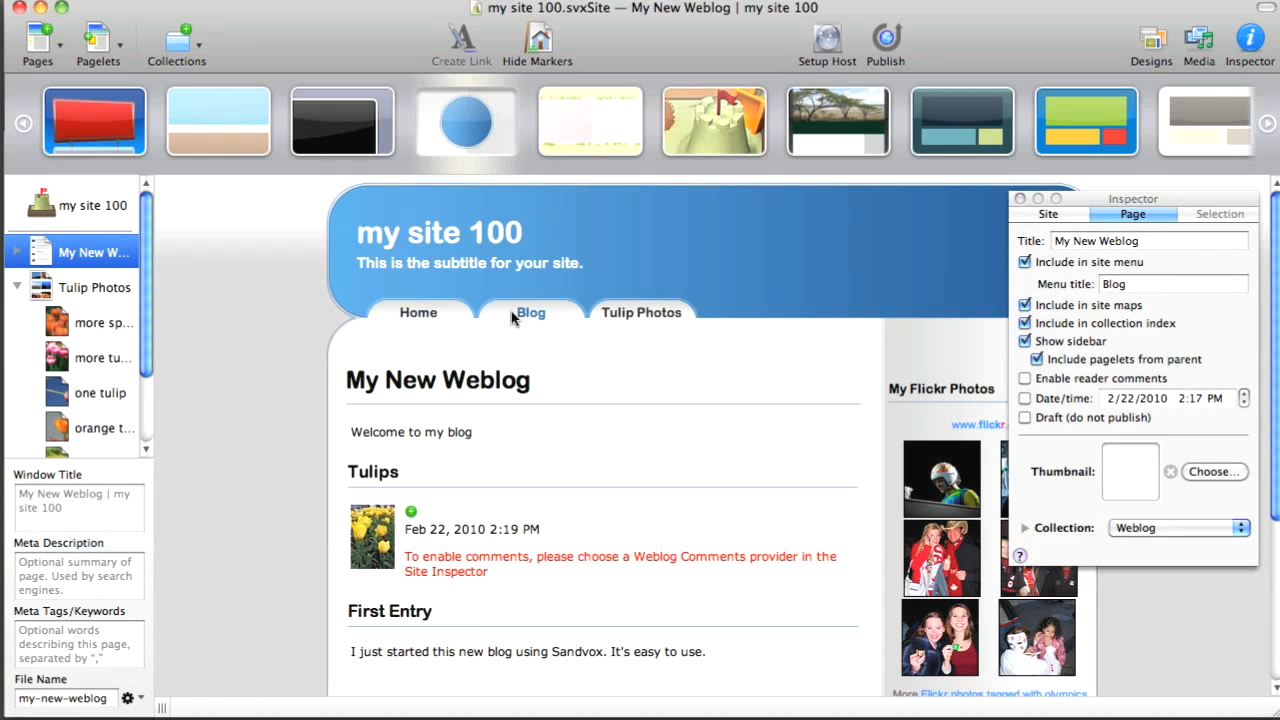 my site 100.svxSite — My New Weblog | my site 100
Pages
Pagelets
Collections
Create Link
Hide Markers
Setup Host
Publish
Designs
Media
Inspector
my site 100
My New W...
Tulip Photos
more sp...
more tu...
one tulip
orange t...
Window Title
My New Weblog | my
site 100
Meta Description
Optional summary of
page. Used by search
engines.
Meta Tags/Keywords
Optional words
describing this page,
separated by ","
File Name
my-new-weblog
my site 100
This is the subtitle for your site.
Home
Blog
Tulip Photos
My New Weblog
Welcome to my blog
Tulips
Feb 22, 2010 2:19 PM
To enable comments, please choose a Weblog Comments provider in the
Site Inspector
First Entry
I just started this new blog using Sandvox. It's easy to use.
My Flickr Photos
www.flickr.
More Flickr photos tagged with olympics
Inspector
Site
Page
Selection
Title: My New Weblog
Include in site menu
Menu title: Blog
Include in site maps
Include in collection index
Show sidebar
Include pagelets from parent
Enable reader comments
Date/time: 2/22/2010 2:17 PM
Draft (do not publish)
Thumbnail:
Choose...
Collection: Weblog
?